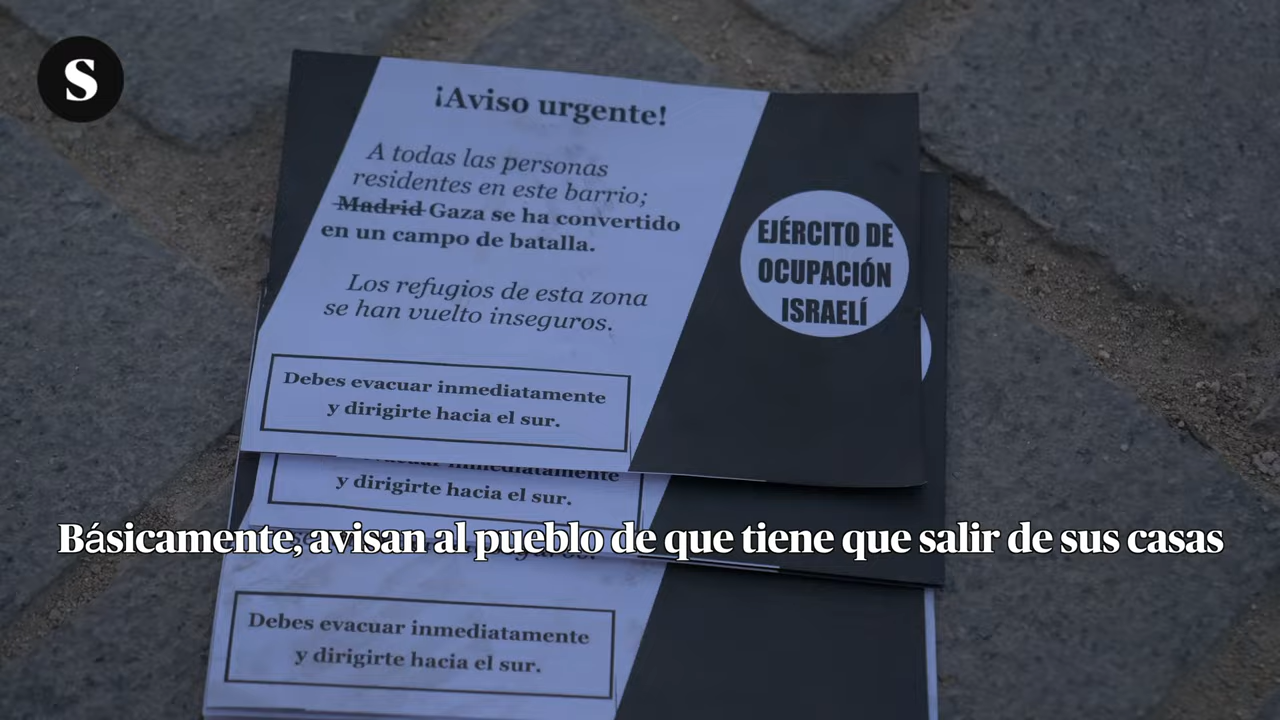 S
¡Aviso urgente!
A todas las personas
residentes en este barrio;
Madrid Gaza se ha convertido
en un campo de batalla.
Los refugios de esta zona
se han vuelto inseguros.
Debes evacuar inmediatamente
y dirigirte hacia el sur.
EJÉRCITO DE
OCUPACIÓN
ISRAELÍ
evacuar inmediatamente
y dirigirte hacia el sur.
Básicamente, avisan al pueblo de que tiene que salir de sus casas
Debes evacuar inmediatamente
y dirigirte hacia el sur.